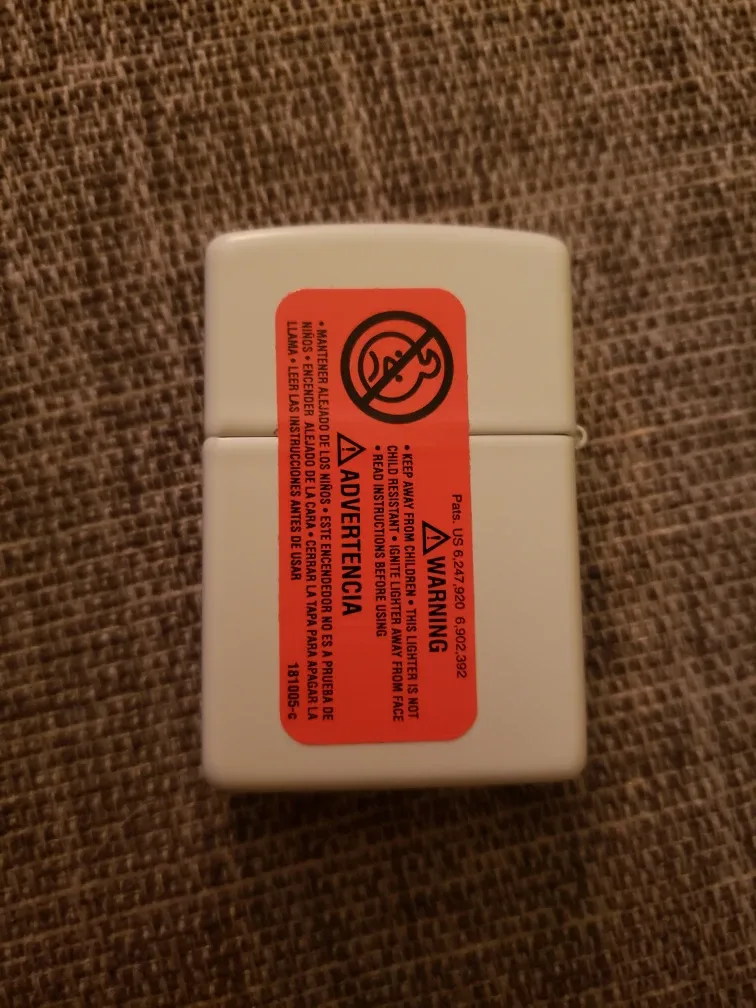 Pats. US 6,247,920 6,902,392
WARNING
• KEEP AWAY FROM CHILDREN • THIS LIGHTER IS NOT
CHILD RESISTANT • IGNITE LIGHTER AWAY FROM FACE
• READ INSTRUCTIONS BEFORE USING
ADVERTENCIA
• MANTENER ALEJADO DE LOS NIÑOS • ESTE ENCENDEDOR NO ES A PRUEBA DE
NIÑOS • ENCENDER ALEJADO DE LA CARA • CERRAR LA TAPA PARA APAGAR LA
LLAMA • LEER LAS INSTRUCCIONES ANTES DE USAR
181005-c